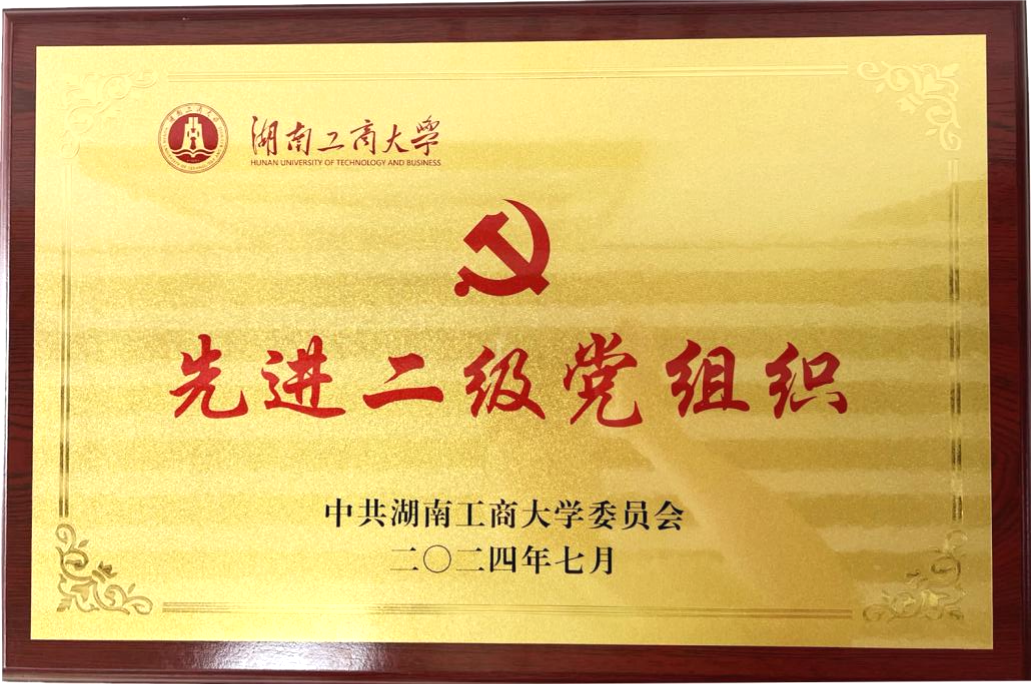 湖南工商大學
HUNAN UNIVERSITY OF TECHNOLOGY AND BUSINESS
先进二级党组织
中共湖南工商大学委员会
二〇二四年七月